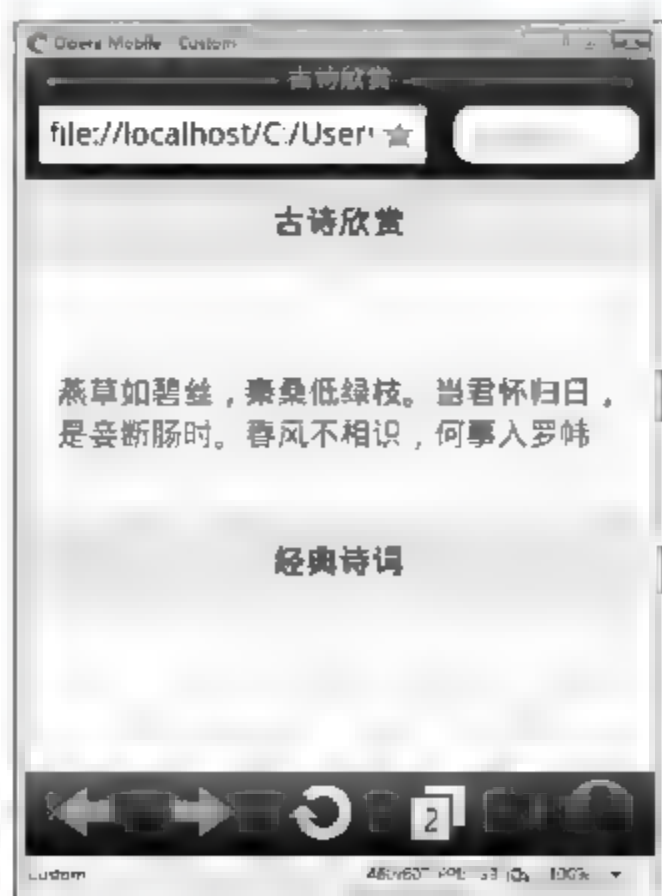 Opera Mobile Custom
古诗欣赏
file://localhost/C:/User
古诗欣赏
燕草如碧丝，秦桑低绿枝。当君怀归日，
是妾断肠时。春风不相识，何事入罗帏
经典诗词
2
Custom
100%